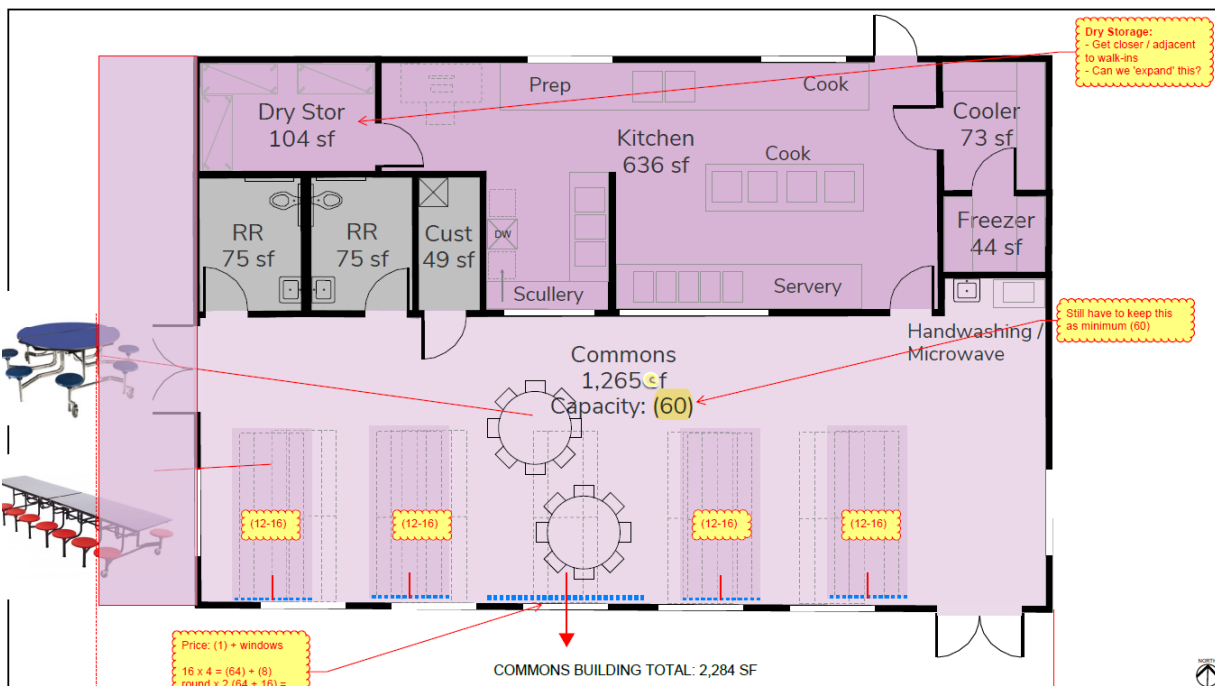 Dry Storage:
- Get closer / adjacent
to walk-ins
- Can we 'expand' this?
Prep
Cook
Dry Stor
104 sf
Kitchen
636 sf
Cooler
73 sf
Cook
RR
75 sf
RR
75 sf
Cust
49 sf
DW
Freezer
44 sf
Scullery
Servery
Still have to keep this
as minimum (60)
Handwashing /
Microwave
Commons
1,265 sf
Capacity: (60)
(12-16)
(12-16)
(12-16)
(12-16)
Price: (1) + windows
16 x 4 = (64) + (8)
round x 2 (64 + 16) =
COMMONS BUILDING TOTAL: 2,284 SF
NORTH